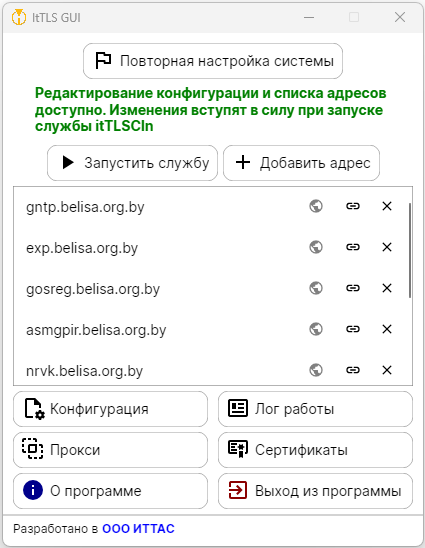 ItTLS GUI
Повторная настройка системы
Редактирование конфигурации и списка адресов
доступно. Изменения вступят в силу при запуске
службы itTLSCln
Запустить службу
Добавить адрес
gntp.belisa.org.by
exp.belisa.org.by
gosreg.belisa.org.by
asmgpir.belisa.org.by
nrvk.belisa.org.by
Конфигурация
Лог работы
Прокси
Сертификаты
О программе
Выход из программы
Разработано в ООО ИТТАС